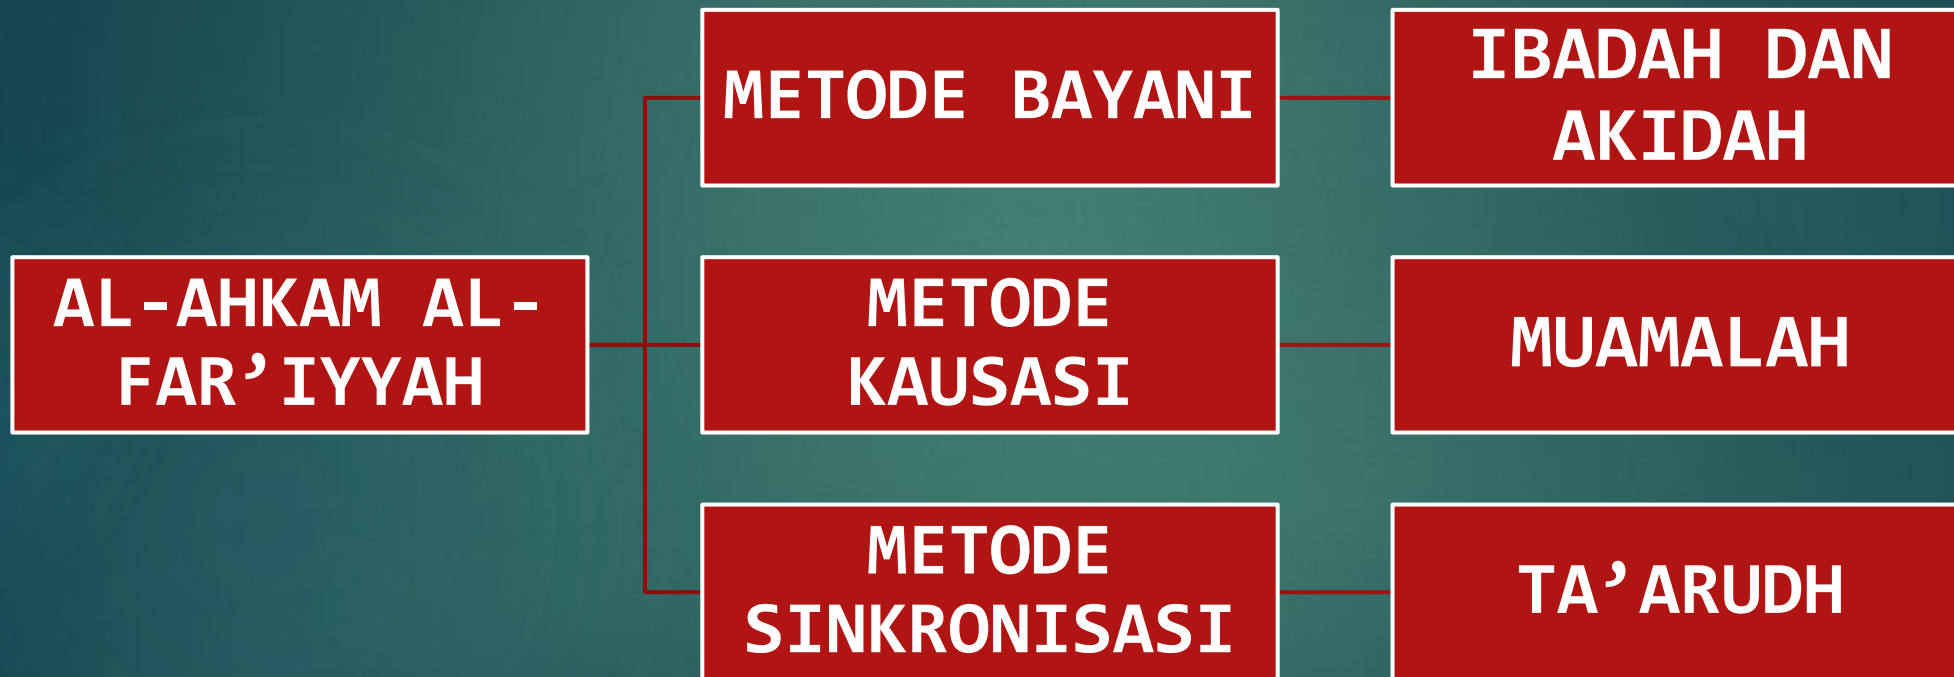 METODE BAYANI
IBADAH DAN
AKIDAH
AL-AHKAM AL-
FAR’IYYAH
METODE
KAUSASI
MUAMALAH
METODE
SINKRONISASI
TA’ARUDH